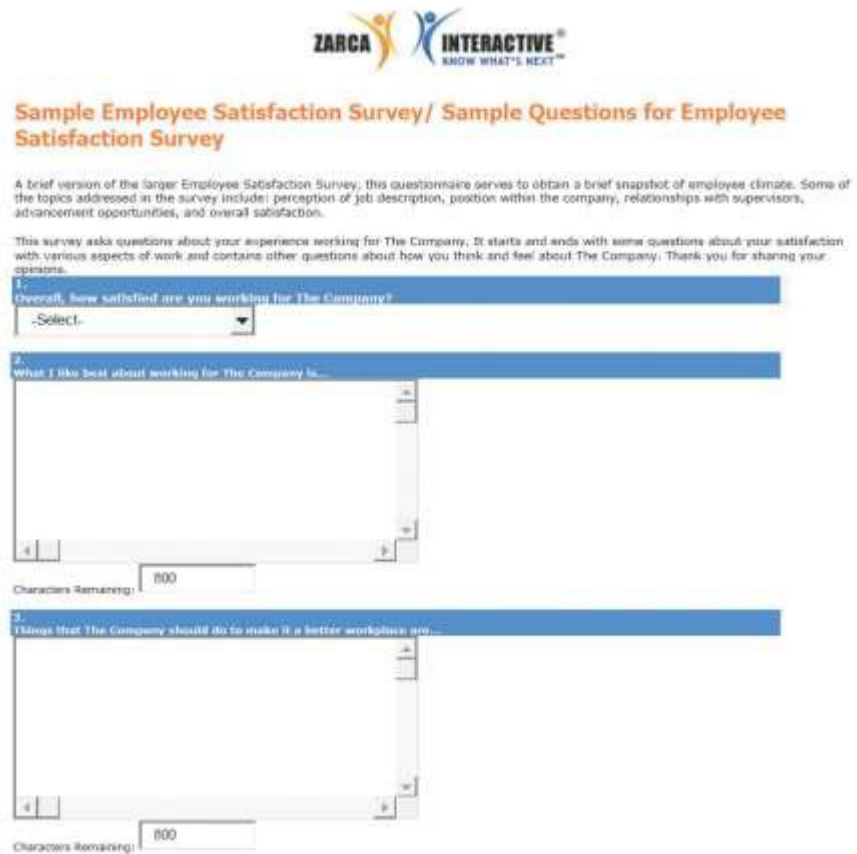 ZARCA INTERACTIVE®
KNOW WHAT'S NEXT™
Sample Employee Satisfaction Survey/ Sample Questions for Employee
Satisfaction Survey
A brief version of the larger Employee Satisfaction Survey, this questionnaire serves to obtain a brief snapshot of employee climate. Some of
the topics addressed in the survey include: perception of job description, position within the company, relationships with supervisors,
advancement opportunities, and overall satisfaction.
This survey asks questions about your experience working for The Company. It starts and ends with some questions about your satisfaction
with various aspects of work and contains other questions about how you think and feel about The Company. Thank you for sharing your
opinions.
1.
Overall, how satisfied are you working for The Company?
-Select-
2.
What I like best about working for The Company is...
Characters Remaining: 800
3.
Things that The Company should do to make it a better workplace are...
Characters Remaining: 800